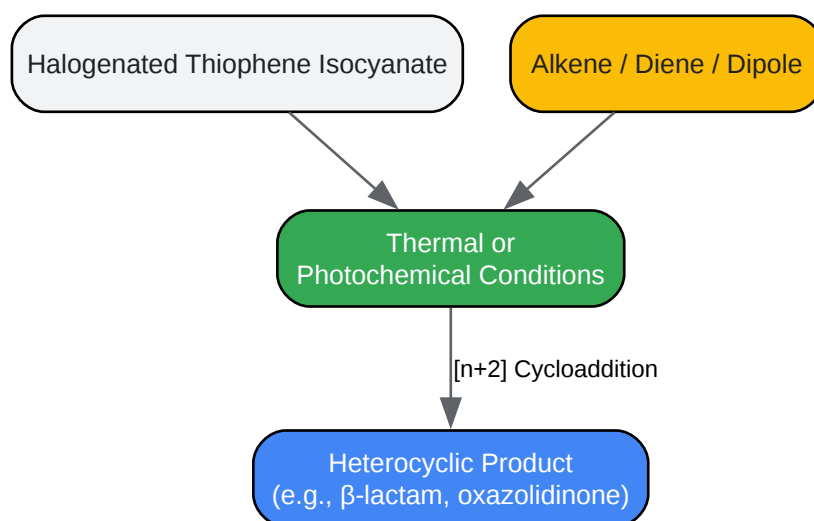 Halogenated Thiophene Isocyanate
Alkene / Diene / Dipole
Thermal or
Photochemical Conditions
[n+2] Cycloaddition
Heterocyclic Product
(e.g., β-lactam, oxazolidinone)